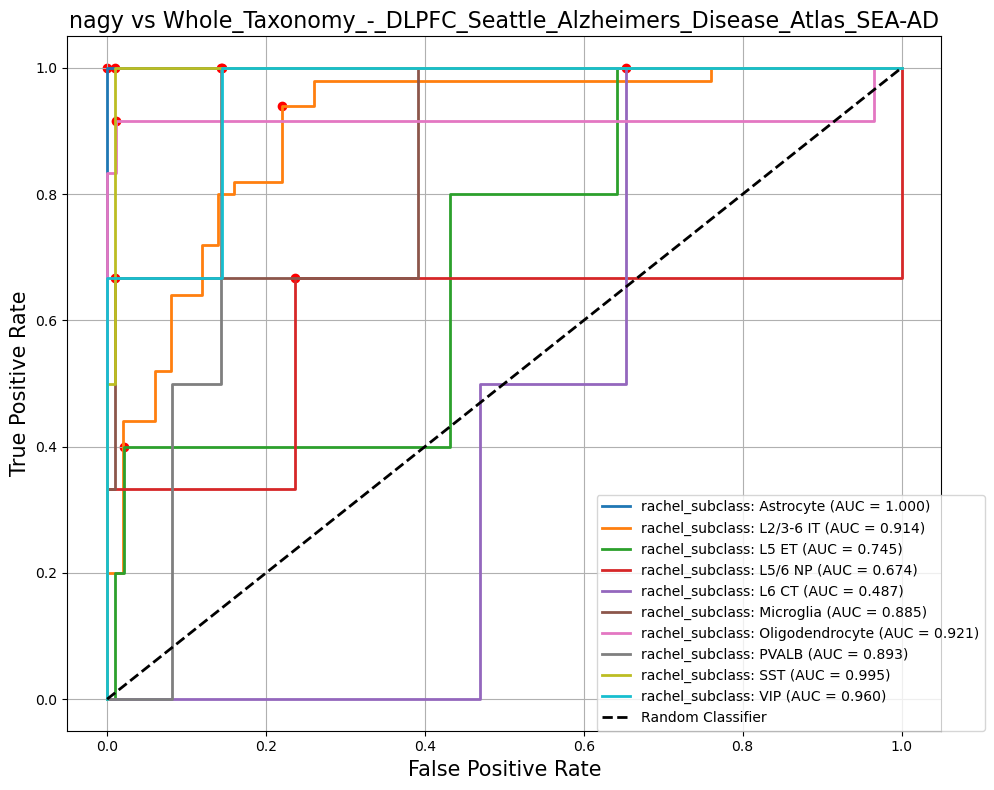 nagy vs Whole_Taxonomy_-_DLPFC_Seattle_Alzheimers_Disease_Atlas_SEA-AD
1.0
0.8
0.6
0.4
0.2
0.0
True Positive Rate
0.0 0.2 0.4 0.6 0.8 1.0
False Positive Rate
rachel_subclass: Astrocyte (AUC = 1.000)
rachel_subclass: L2/3-6 IT (AUC = 0.914)
rachel_subclass: L5 ET (AUC = 0.745)
rachel_subclass: L5/6 NP (AUC = 0.674)
rachel_subclass: L6 CT (AUC = 0.487)
rachel_subclass: Microglia (AUC = 0.885)
rachel_subclass: Oligodendrocyte (AUC = 0.921)
rachel_subclass: PVALB (AUC = 0.893)
rachel_subclass: SST (AUC = 0.995)
rachel_subclass: VIP (AUC = 0.960)
Random Classifier